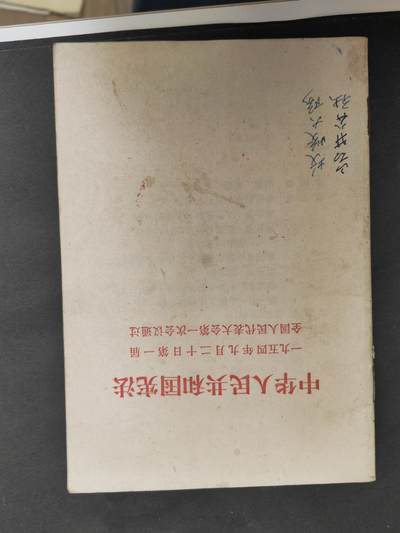 中华人民共和国宪法
一九五四年九月二十日第一届
全国人民代表大会第一次会议通过